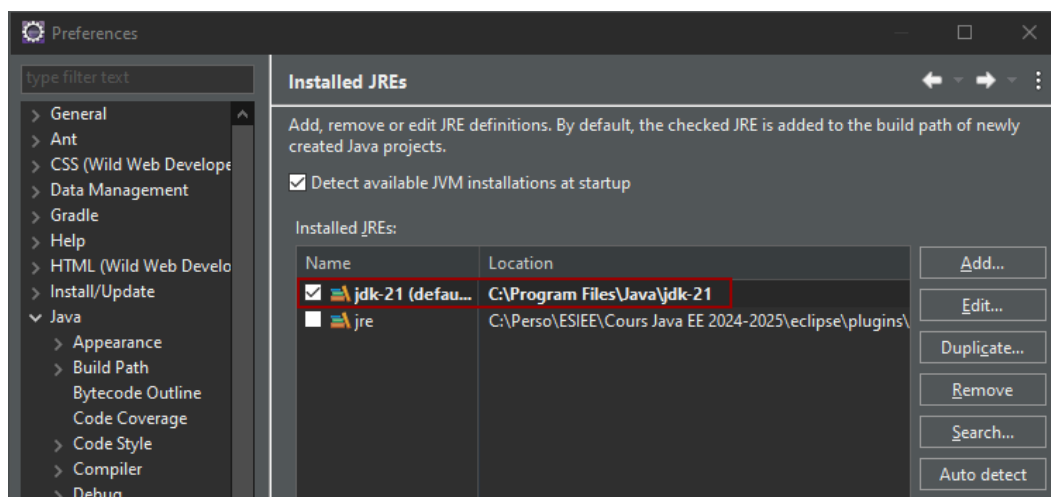 Preferences
type filter text
General
Ant
CSS (Wild Web Develope
Data Management
Gradle
Help
HTML (Wild Web Develo
Install/Update
Java
Appearance
Build Path
Bytecode Outline
Code Coverage
Code Style
Compiler
Debug
Installed JREs
Add, remove or edit JRE definitions. By default, the checked JRE is added to the build path of newly
created Java projects.
Detect available JVM installations at startup
Installed JREs:
Name Location
jdk-21 (defau... C:\Program Files\Java\jdk-21
jre C:\Perso\ESIEE\Cours Java EE 2024-2025\eclipse\plugins\
Add...
Edit...
Duplicate...
Remove
Search...
Auto detect